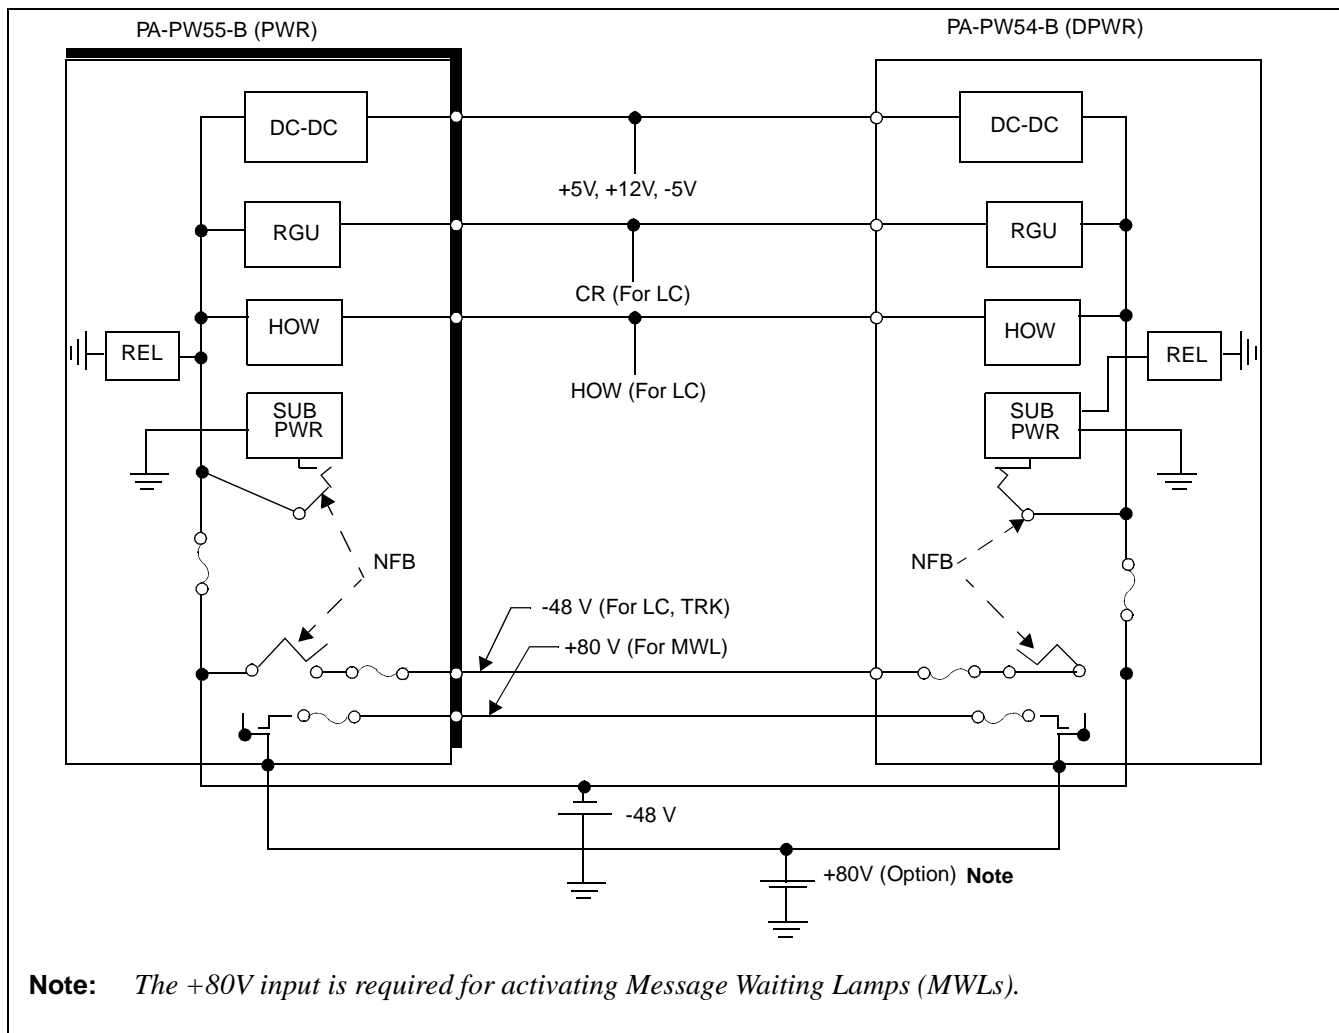 PA-PW55-B (PWR)
PA-PW54-B (DPWR)
DC-DC
DC-DC
+5V, +12V, -5V
RGU
RGU
CR (For LC)
HOW
HOW
REL
REL
HOW (For LC)
SUB
PWR
SUB
PWR
NFB
NFB
-48 V (For LC, TRK)
+80 V (For MWL)
-48 V
+80V (Option) Note
Note: The +80V input is required for activating Message Waiting Lamps (MWLs).